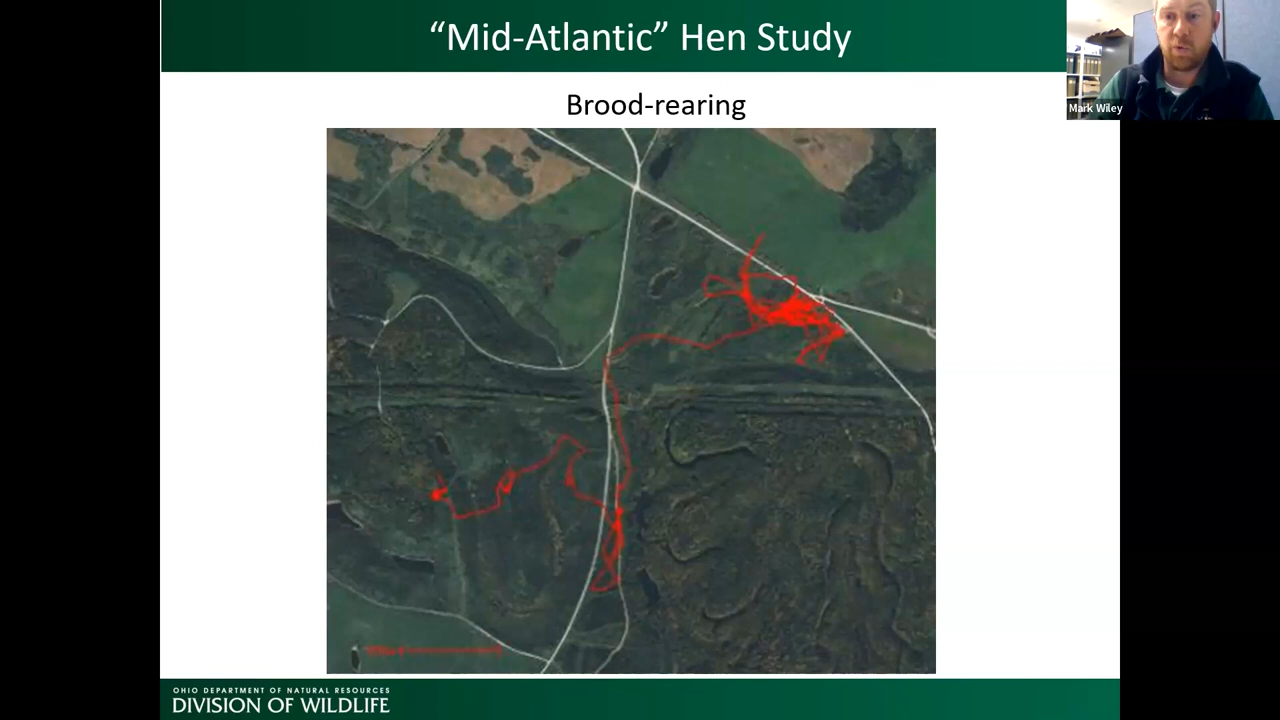 “Mid-Atlantic” Hen Study
Mark Wiley
Brood-rearing
OHIO DEPARTMENT OF NATURAL RESOURCES
DIVISION OF WILDLIFE